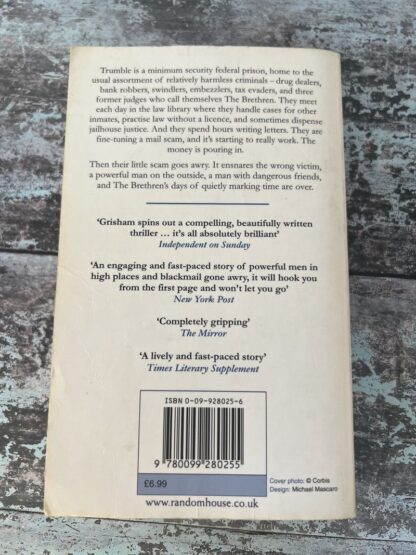 Trumble is a minimum security federal prison, home to the
usual assortment of relatively harmless criminals – drug dealers,
bank robbers, swindlers, embezzlers, tax evaders, and three
former judges who call themselves The Brethren. They meet
each day in the law library where they handle cases for other
inmates, practise law without a licence, and sometimes dispense
jailhouse justice. And they spend hours writing letters. They are
fine-tuning a mail scam, and it's starting to really work. The
money is pouring in.
Then their little scam goes awry. It ensnares the wrong victim,
a powerful man on the outside, a man with dangerous friends,
and The Brethren's days of quietly marking time are over.
'Grisham spins out a compelling, beautifully written
thriller … it's all absolutely brilliant'
Independent on Sunday
'An engaging and fast-paced story of powerful men in
high places and blackmail gone awry, it will hook you
from the first page and won't let you go'
New York Post
'Completely gripping'
The Mirror
'A lively and fast-paced story'
Times Literary Supplement
ISBN 0-09-928025-6
9 780099 280255
£6.99
Cover photo: © Corbis
Design: Michael Mascaro
www.randomhouse.co.uk